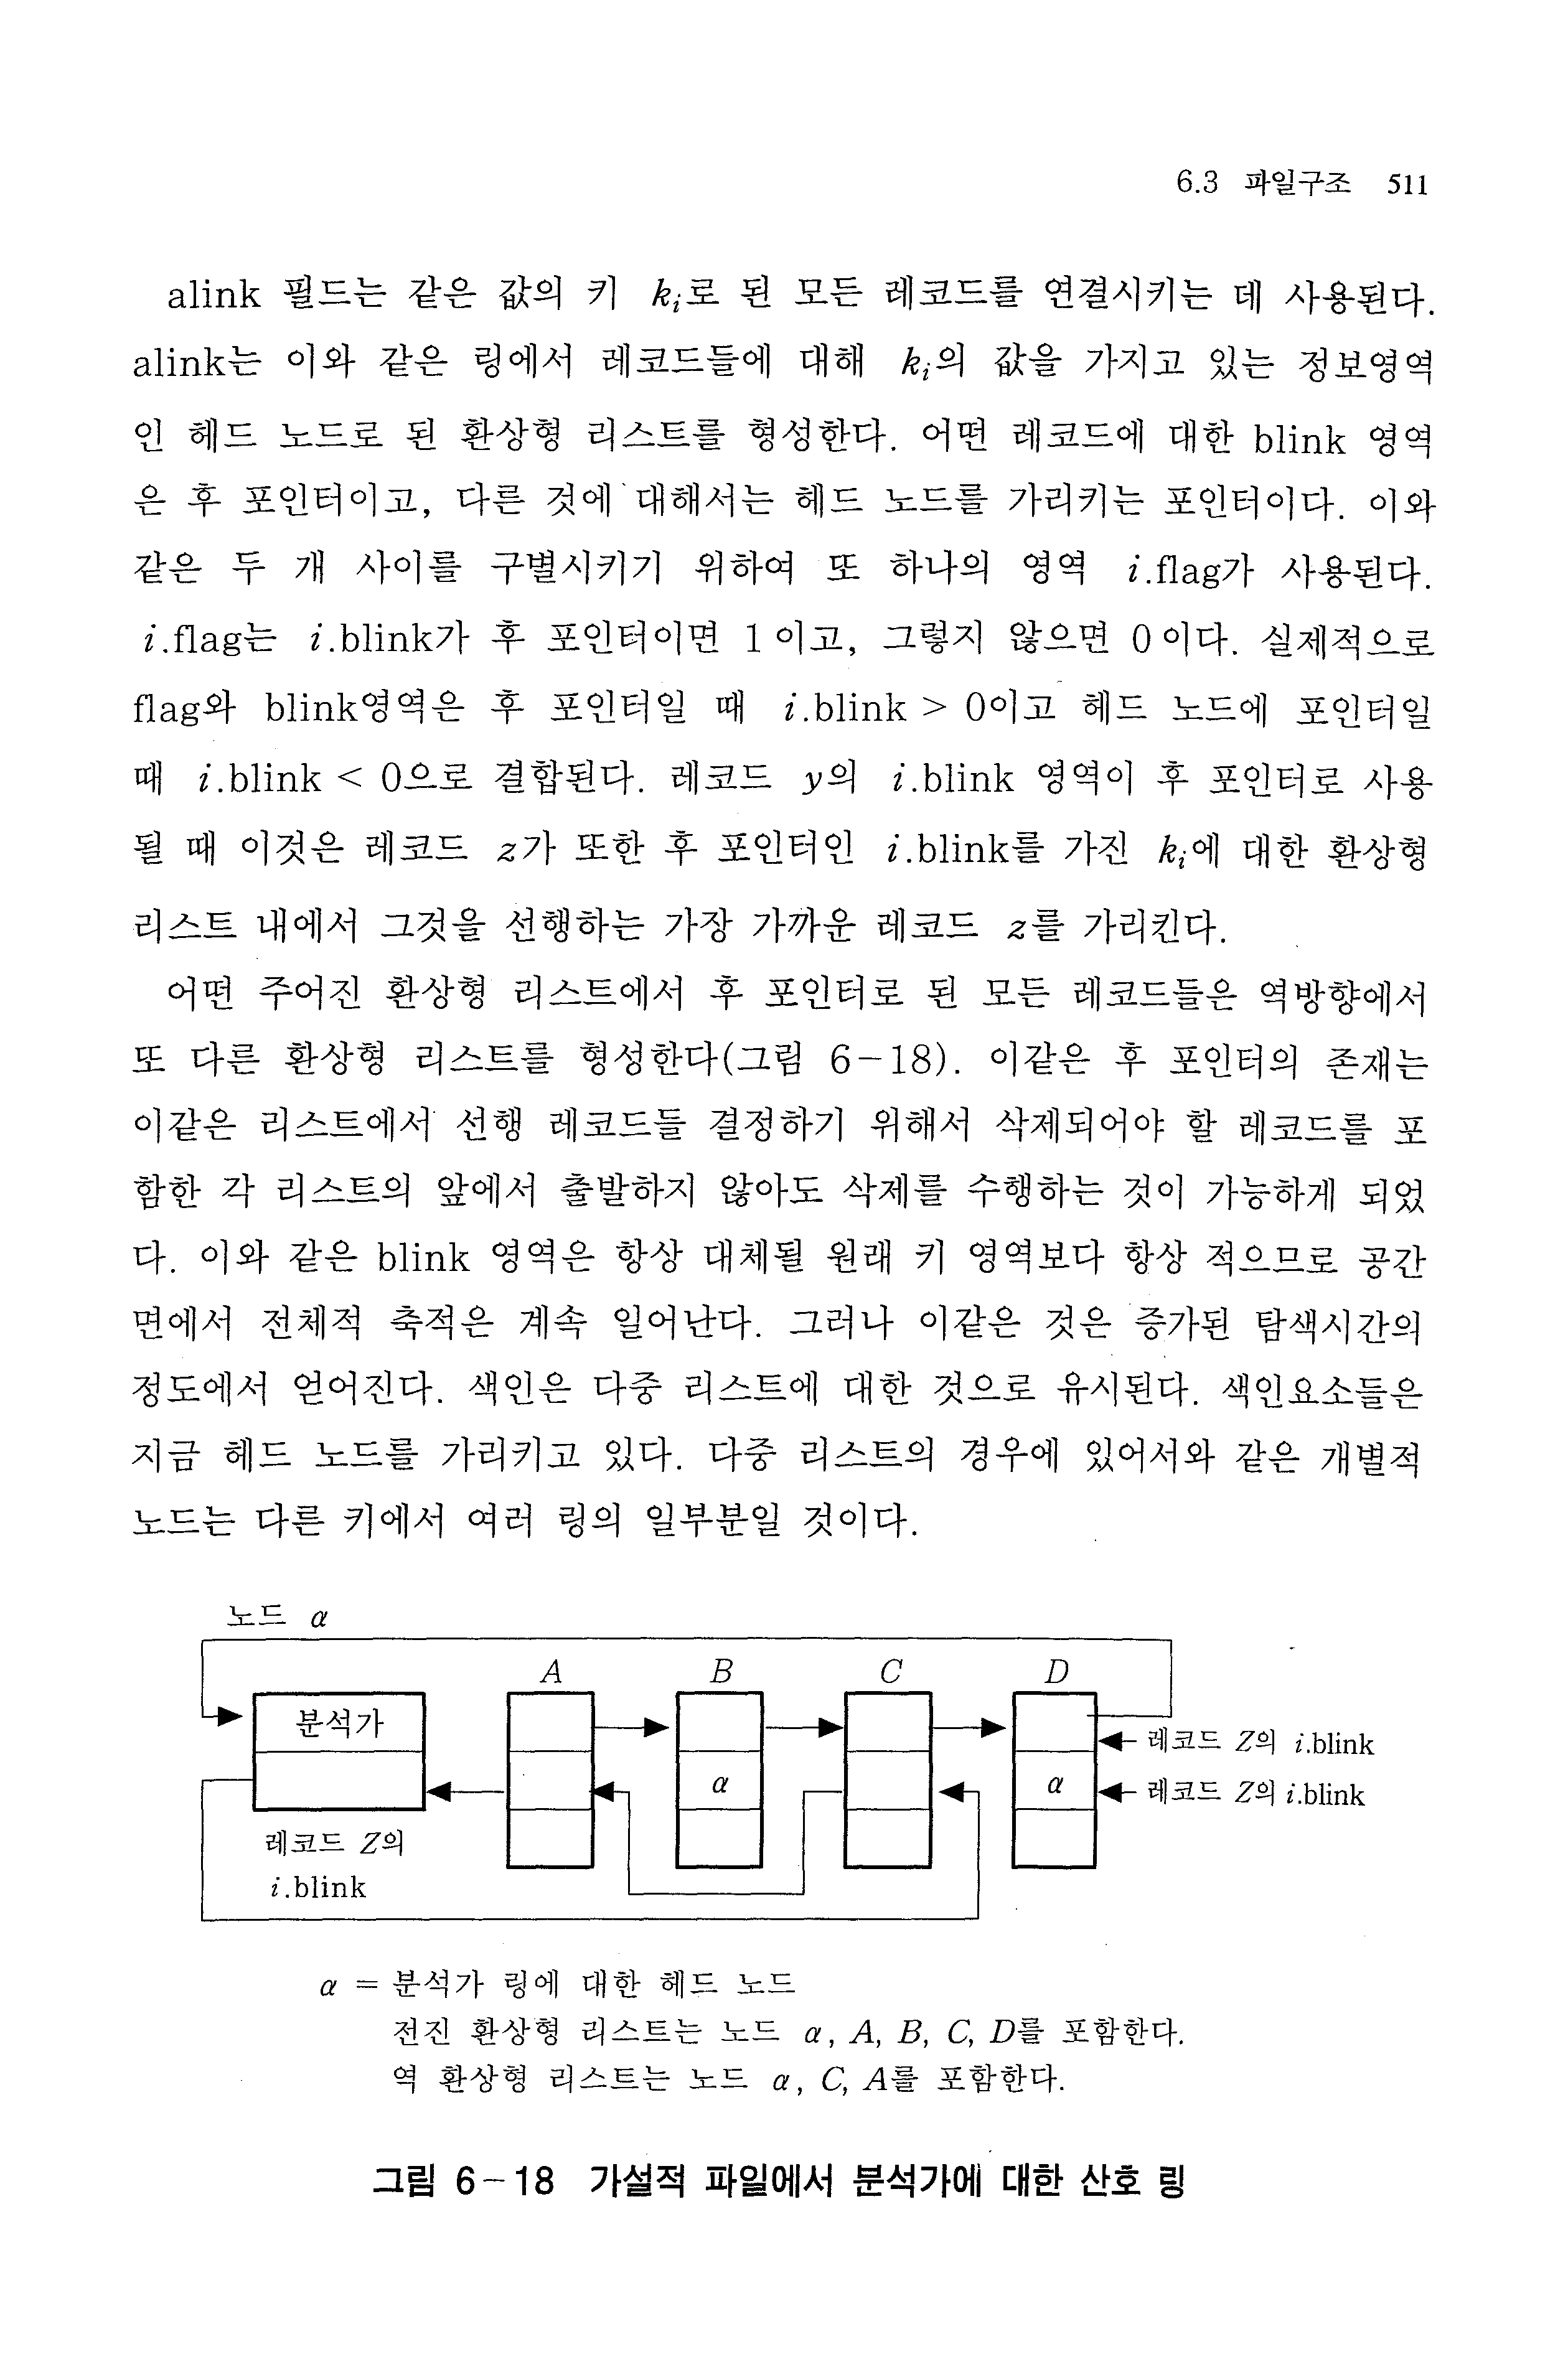 6.3 파일구조 511
alink 필드는 같은 값의 키 kᵢ로 된 모든 레코드를 연결시키는 데 사용된다.
alink는 이와 같은 링에서 레코드들에 대해 kᵢ의 값을 가지고 있는 정보영역
인 헤드 노드로 된 환상형 리스트를 형성한다. 어떤 레코드에 대한 blink 영역
은 후 포인터이고, 다른 것에 대해서는 헤드 노드를 가리키는 포인터이다. 이와
같은 두 개 사이를 구별시키기 위하여 또 하나의 영역 i.flag가 사용된다.
i.flag는 i.blink가 후 포인터이면 1이고, 그렇지 않으면 0이다. 실제적으로
flag와 blink영역은 후 포인터일 때 i.blink > 0이고 헤드 노드에 포인터일
때 i.blink < 0으로 결합된다. 레코드 y의 i.blink 영역이 후 포인터로 사용
될 때 이것은 레코드 z가 또한 후 포인터인 i.blink를 가진 kᵢ에 대한 환상형
리스트 내에서 그것을 선행하는 가장 가까운 레코드 z를 가리킨다.
어떤 주어진 환상형 리스트에서 후 포인터로 된 모든 레코드들은 역방향에서
또 다른 환상형 리스트를 형성한다(그림 6-18). 이같은 후 포인터의 존재는
이같은 리스트에서 선행 레코드들 결정하기 위해서 삭제되어야 할 레코드를 포
함한 각 리스트의 앞에서 출발하지 않아도 삭제를 수행하는 것이 가능하게 되었
다. 이와 같은 blink 영역은 항상 대체될 원래 키 영역보다 항상 적으므로 공간
면에서 전체적 축적은 계속 일어난다. 그러나 이같은 것은 증가된 탐색시간의
정도에서 얻어진다. 색인은 다중 리스트에 대한 것으로 유시된다. 색인요소들은
지금 헤드 노드를 가리키고 있다. 다중 리스트의 경우에 있어서와 같은 개별적
노드는 다른 키에서 여러 링의 일부분일 것이다.
노드 α
A B C D
분석가
레코드 Z의 i.blink
α α
레코드 Z의 i.blink
레코드 Z의
i.blink
α = 분석가 링에 대한 헤드 노드
전진 환상형 리스트는 노드 α, A, B, C, D를 포함한다.
역 환상형 리스트는 노드 α, C, A를 포함한다.
그림 6-18 가설적 파일에서 분석가에 대한 산호 링